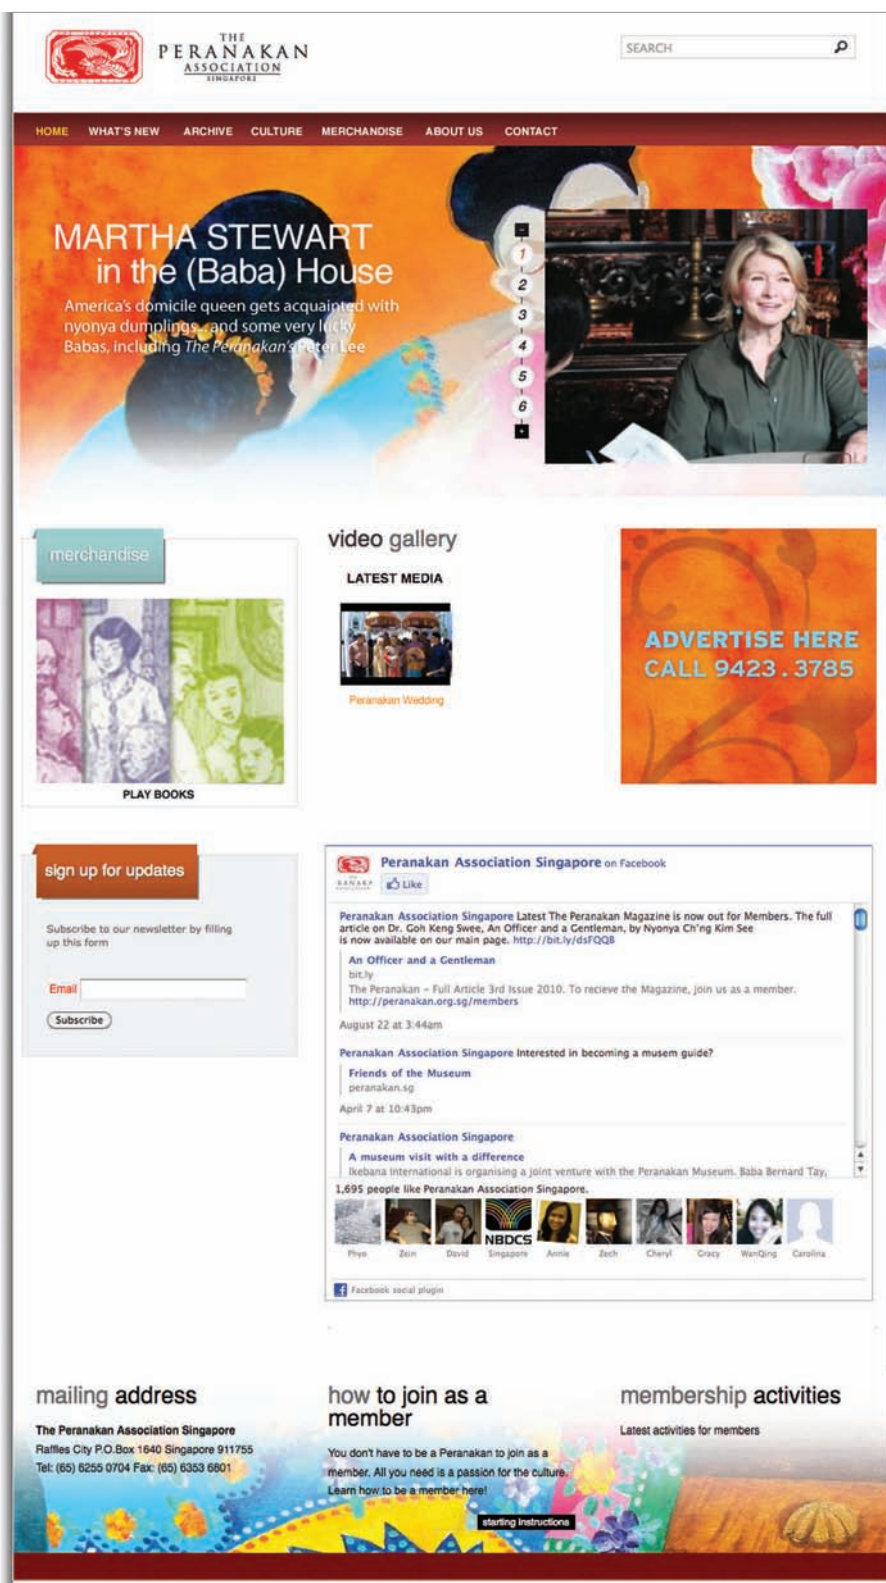 THE
PERANAKAN
ASSOCIATION
SINGAPORE
SEARCH
HOME WHAT'S NEW ARCHIVE CULTURE MERCHANDISE ABOUT US CONTACT
MARTHA STEWART
in the (Baba) House
America's domicile queen gets acquainted with
nyonya dumplings... and some very lucky
Babas, including The Peranakan's Peter Lee
1
2
3
4
5
6
merchandise
PLAY BOOKS
video gallery
LATEST MEDIA
Peranakan Wedding
ADVERTISE HERE
CALL 9423.3785
sign up for updates
Subscribe to our newsletter by filling
up this form
Email
Subscribe
Peranakan Association Singapore on Facebook
Like
Peranakan Association Singapore Latest The Peranakan Magazine is now out for Members. The full
article on Dr. Goh Keng Swee, An Officer and a Gentleman, by Nyonya Ch'ng Kim See
is now available on our main page. http://bit.ly/dsFQQB
An Officer and a Gentleman
bit.ly
The Peranakan – Full Article 3rd Issue 2010. To recieve the Magazine, join us as a member.
http://peranakan.org.sg/members
August 22 at 3:44am
Peranakan Association Singapore Interested in becoming a musem guide?
Friends of the Museum
peranakan.sg
April 7 at 10:43pm
Peranakan Association Singapore
A museum visit with a difference
Ikebana International is organising a joint venture with the Peranakan Museum. Baba Bernard Tay,
1,695 people like Peranakan Association Singapore.
NBDCS
Phyo Zein David Singapore Annie Zech Cheryl Gracy WanQing Carolina
Facebook social plugin
mailing address
The Peranakan Association Singapore
Raffles City P.O.Box 1640 Singapore 911755
Tel: (65) 6255 0704 Fax: (65) 6353 6801
how to join as a
member
You don't have to be a Peranakan to join as a
member. All you need is a passion for the culture.
Learn how to be a member here!
starting instructions
membership activities
Latest activities for members